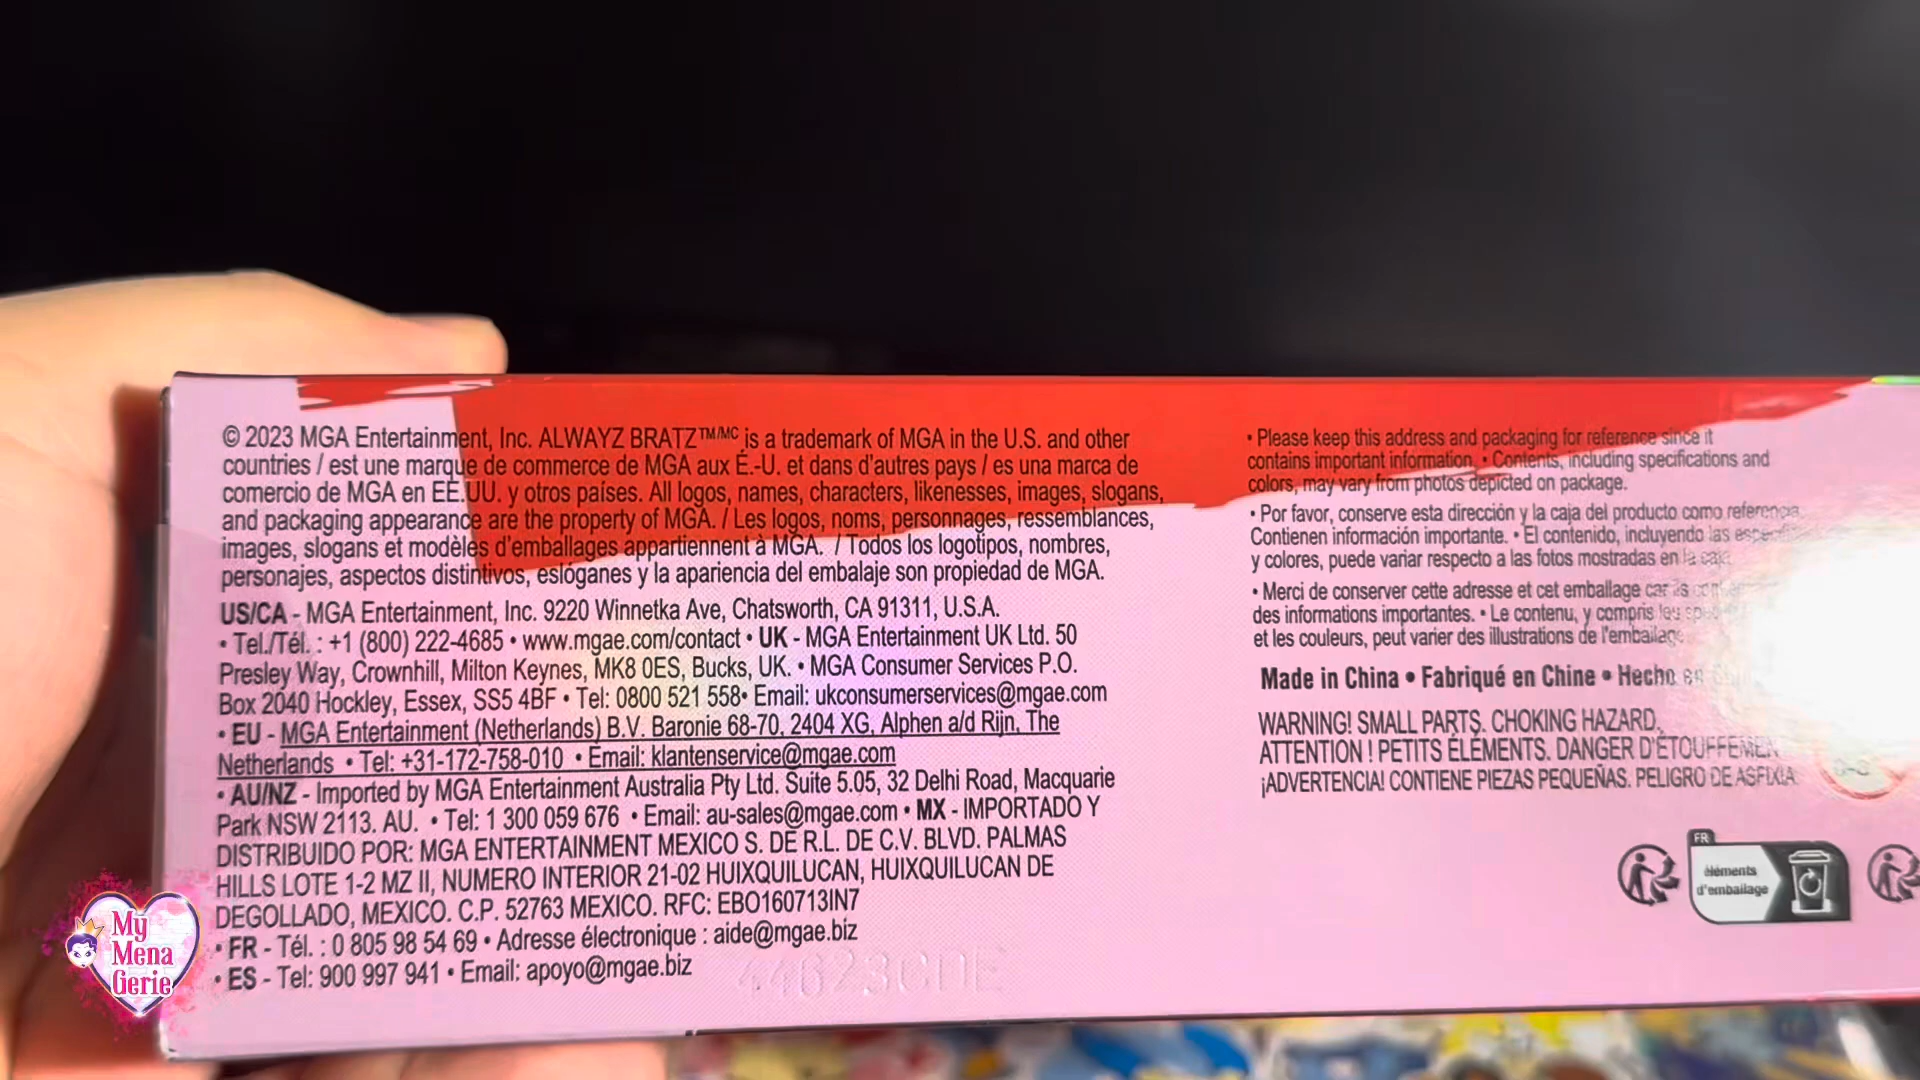 © 2023 MGA Entertainment, Inc. ALWAYZ BRATZ™/MC is a trademark of MGA in the U.S. and other
countries / est une marque de commerce de MGA aux É.-U. et dans d'autres pays / es una marca de
comercio de MGA en EE.UU. y otros países. All logos, names, characters, likenesses, images, slogans,
and packaging appearance are the property of MGA. / Les logos, noms, personnages, ressemblances,
images, slogans et modèles d'emballages appartiennent à MGA. / Todos los logotipos, nombres,
personajes, aspectos distintivos, eslóganes y la apariencia del embalaje son propiedad de MGA.
US/CA - MGA Entertainment, Inc. 9220 Winnetka Ave, Chatsworth, CA 91311, U.S.A.
• Tel./Tél. : +1 (800) 222-4685 • www.mgae.com/contact • UK - MGA Entertainment UK Ltd. 50
Presley Way, Crownhill, Milton Keynes, MK8 0ES, Bucks, UK. • MGA Consumer Services P.O.
Box 2040 Hockley, Essex, SS5 4BF • Tel: 0800 521 558• Email: ukconsumerservices@mgae.com
• EU - MGA Entertainment (Netherlands) B.V. Baronie 68-70, 2404 XG, Alphen a/d Rijn, The
Netherlands • Tel: +31-172-758-010 • Email: klantenservice@mgae.com
• AU/NZ - Imported by MGA Entertainment Australia Pty Ltd. Suite 5.05, 32 Delhi Road, Macquarie
Park NSW 2113. AU. • Tel: 1 300 059 676 • Email: au-sales@mgae.com • MX - IMPORTADO Y
DISTRIBUIDO POR: MGA ENTERTAINMENT MEXICO S. DE R.L. DE C.V. BLVD. PALMAS
HILLS LOTE 1-2 MZ II, NUMERO INTERIOR 21-02 HUIXQUILUCAN, HUIXQUILUCAN DE
DEGOLLADO, MEXICO. C.P. 52763 MEXICO. RFC: EBO160713IN7
• FR - Tél. : 0 805 98 54 69 • Adresse électronique : aide@mgae.biz
• ES - Tel: 900 997 941 • Email: apoyo@mgae.biz
• Please keep this address and packaging for reference since it
contains important information. • Contents, including specifications and
colors, may vary from photos depicted on package.
• Por favor, conserve esta dirección y la caja del producto como referencia.
Contienen información importante. • El contenido, incluyendo las
y colores, puede variar respecto a las fotos mostradas en la caja.
• Merci de conserver cette adresse et cet emballage car
des informations importantes. • Le contenu, y compris les
et les couleurs, peut varier des illustrations de l'emballage.
Made in China • Fabriqué en Chine • Hecho en
WARNING! SMALL PARTS. CHOKING HAZARD.
ATTENTION ! PETITS ÉLÉMENTS. DANGER D'ÉTOUFFEMEN
¡ADVERTENCIA! CONTIENE PIEZAS PEQUEÑAS. PELIGRO DE ASFIXIA.
0-3
FR
éléments
d'emballage
My
Mena
Gerie